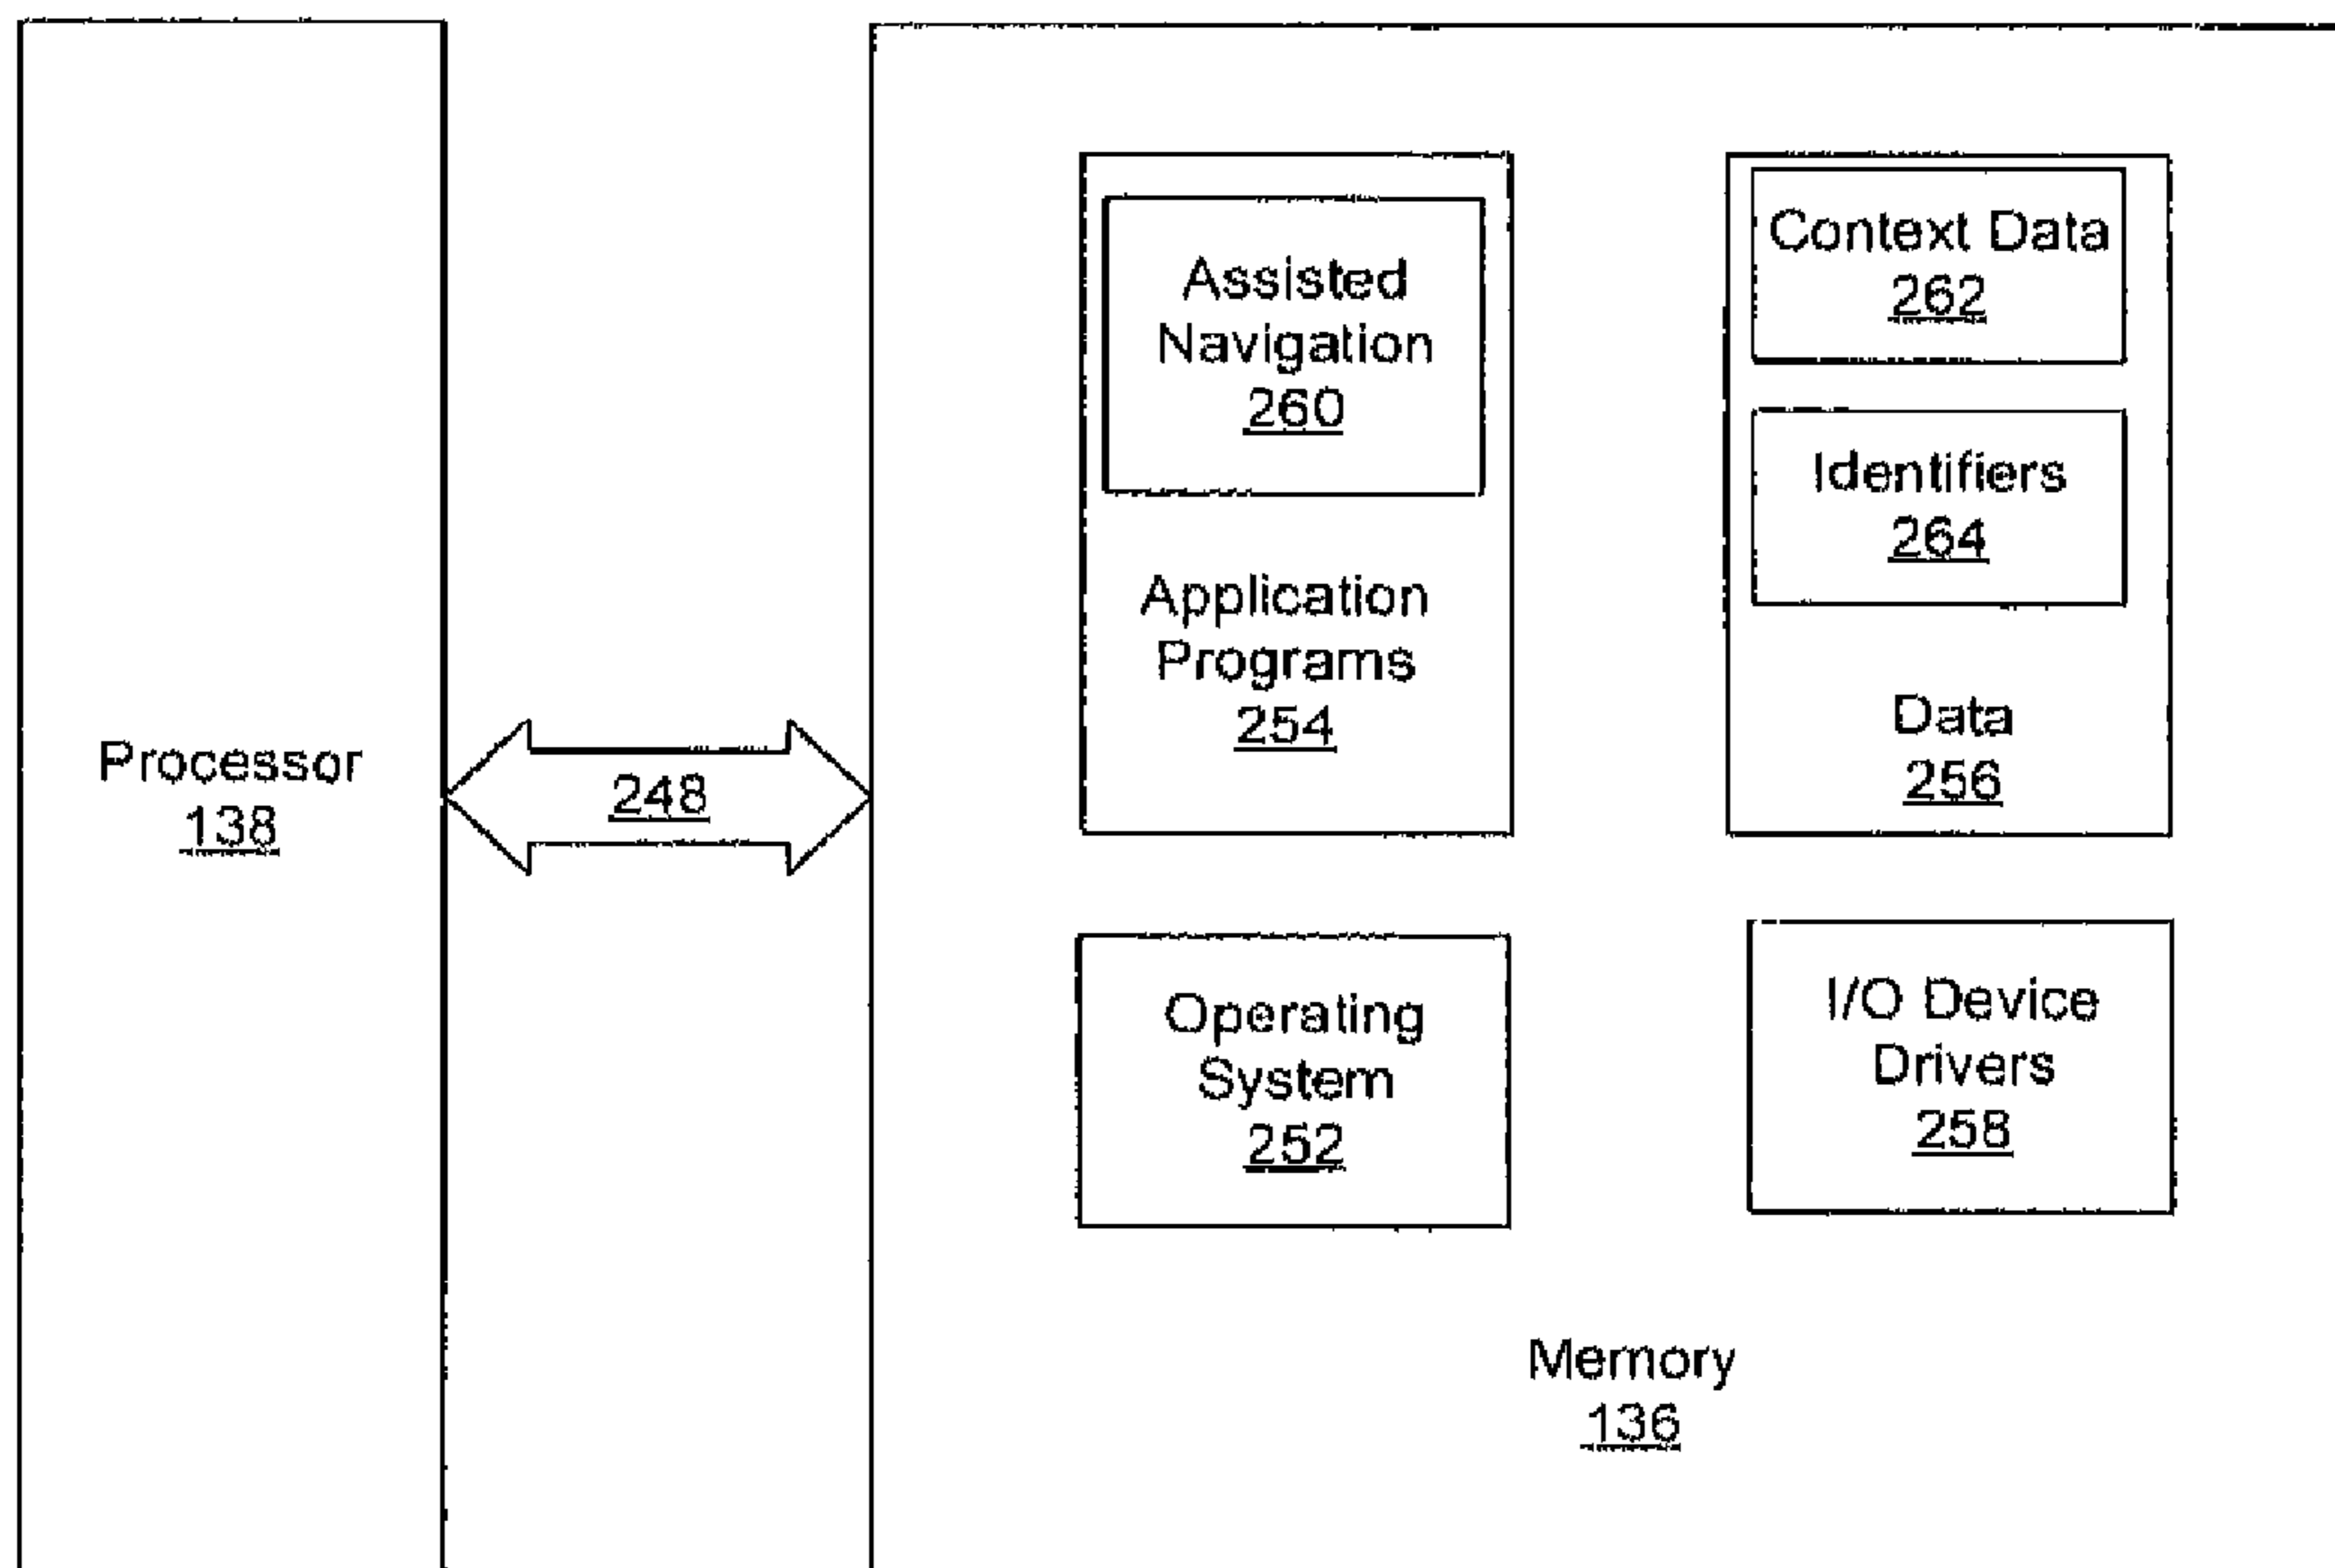 Processor
138
248
Assisted
Navigation
260
Application
Programs
254
Context Data
262
Identifiers
264
Data
256
Operating
System
252
I/O Device
Drivers
258
Memory
136